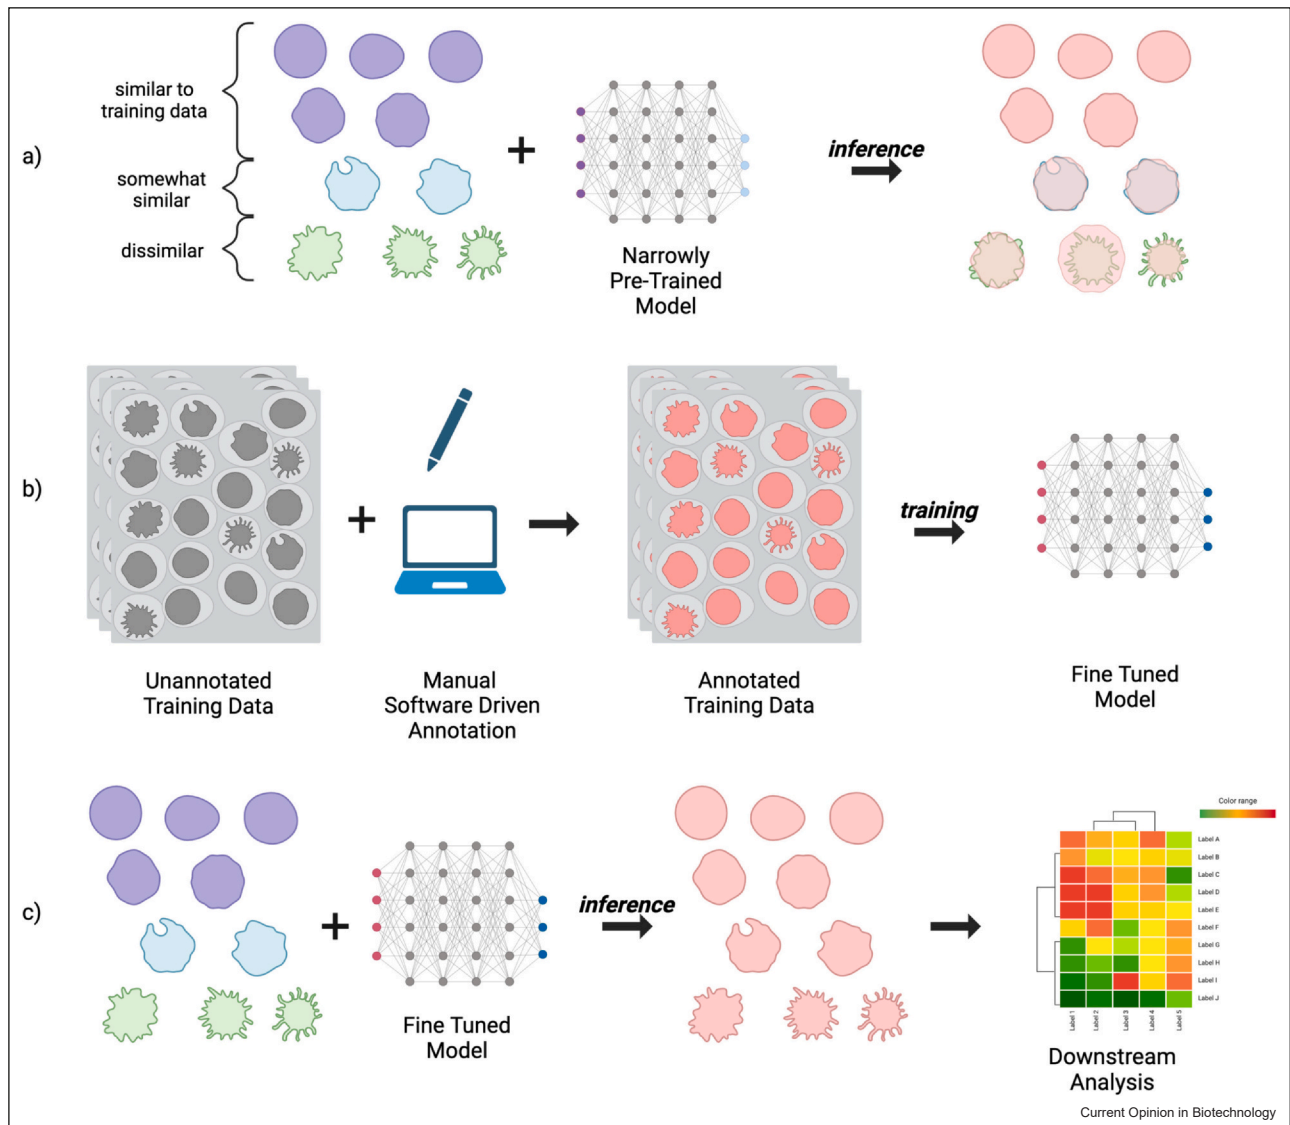 a)
similar to
training data
somewhat
similar
dissimilar
+
Narrowly
Pre-Trained
Model
inference
b)
+
training
Unannotated
Training Data
Manual
Software Driven
Annotation
Annotated
Training Data
Fine Tuned
Model
c)
+
Fine Tuned
Model
inference
Color range
Label A
Label B
Label C
Label D
Label E
Label F
Label G
Label H
Label I
Label J
Label 1
Label 2
Label 3
Label 4
Label 5
Downstream
Analysis
Current Opinion in Biotechnology